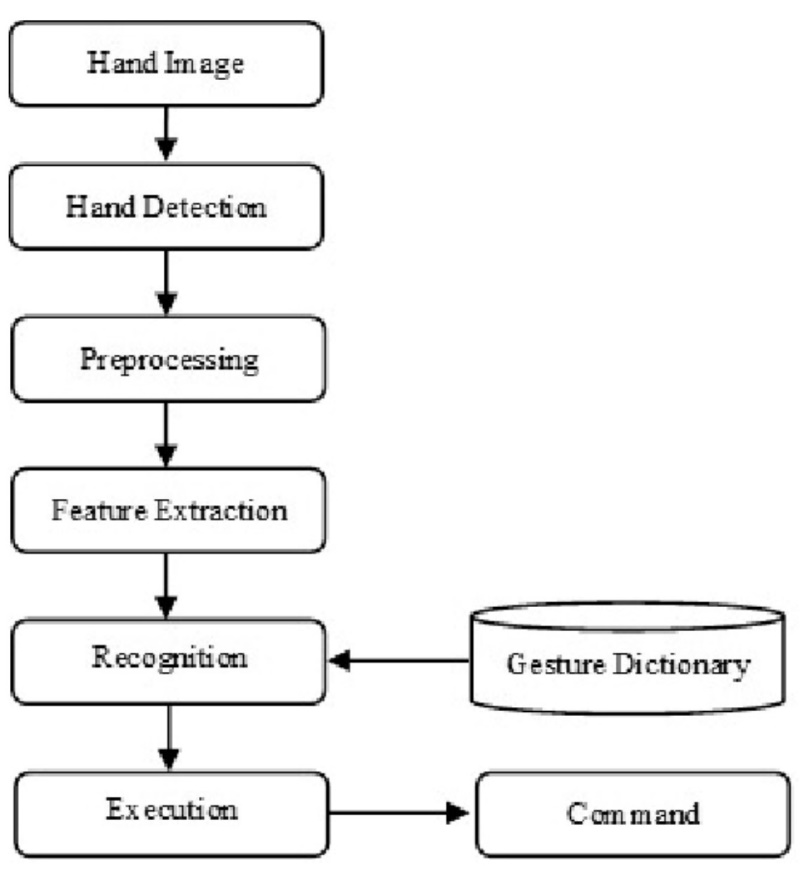 Hand Image
Hand Detection
Preprocessing
Feature Extraction
Recognition
Gesture Dictionary
Execution
Command